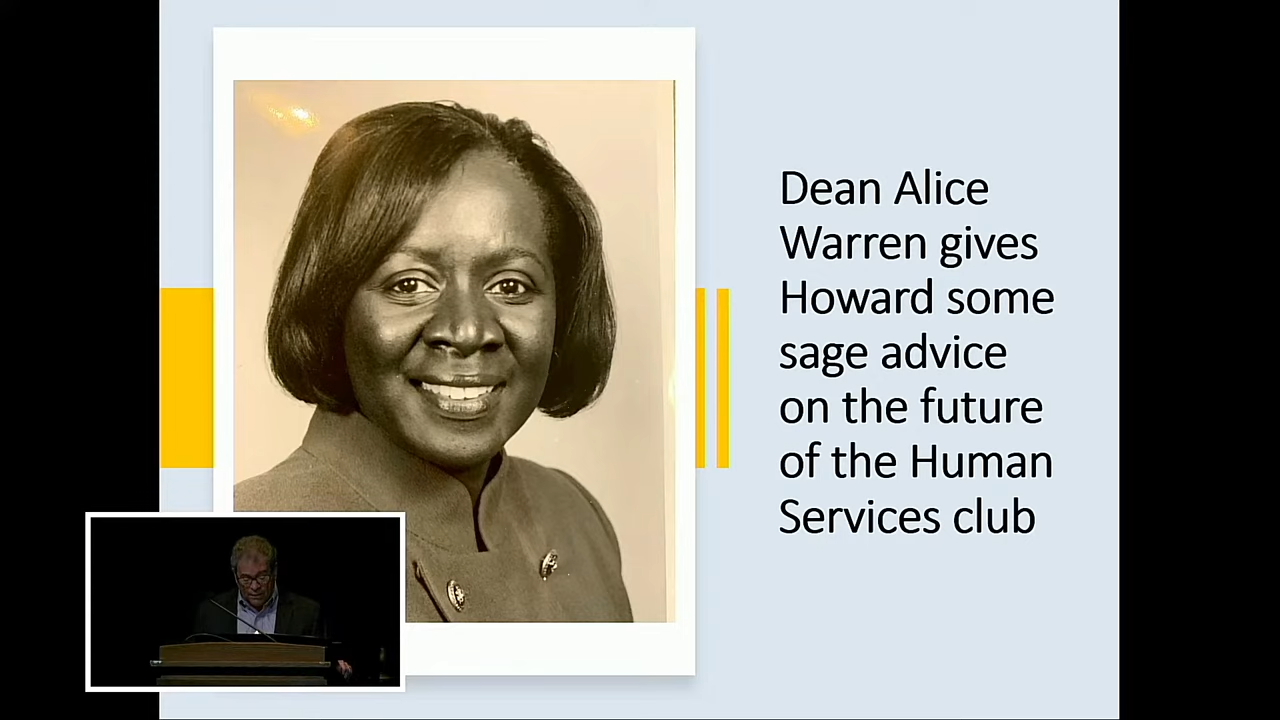 Dean Alice
Warren gives
Howard some
sage advice
on the future
of the Human
Services club